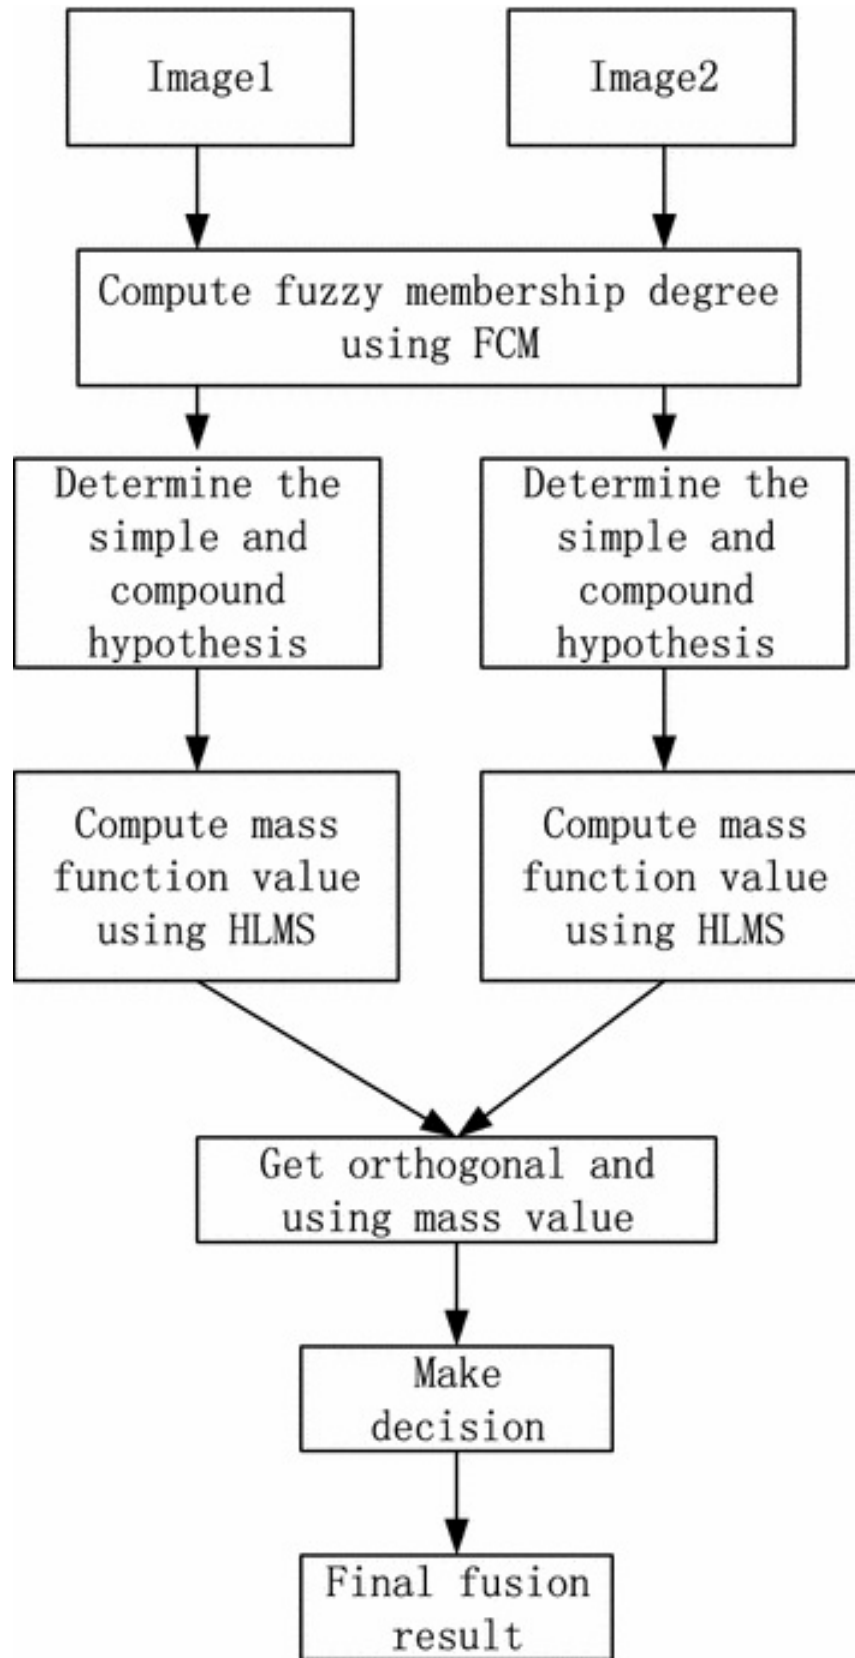 Image1
Image2
Compute fuzzy membership degree
using FCM
Determine the
simple and
compound
hypothesis
Determine the
simple and
compound
hypothesis
Compute mass
function value
using HLMS
Compute mass
function value
using HLMS
Get orthogonal and
using mass value
Make
decision
Final fusion
result